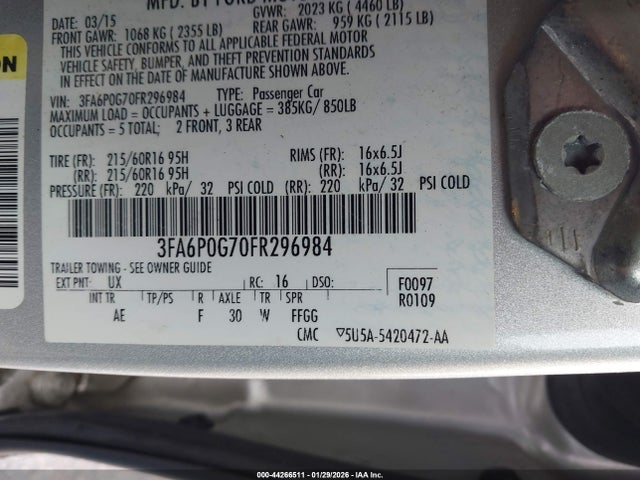 MFD. BY FORD MOTO
DATE: 03/15 GVWR: 2023 KG ( 4460 LB)
FRONT GAWR: 1068 KG ( 2355 LB) REAR GAWR: 959 KG ( 2115LB)
THIS VEHICLE CONFORMS TO ALL APPLICABLE FEDERAL MOTOR
VEHICLE SAFETY, BUMPER, AND THEFT PREVENTION STANDARDS
IN EFFECT ON THE DATE OF MANUFACTURE SHOWN ABOVE.
VIN: 3FA6P0G70FR296984 TYPE: Passenger Car
MAXIMUM LOAD = OCCUPANTS + LUGGAGE = 385KG/ 850LB
OCCUPANTS = 5 TOTAL; 2 FRONT, 3 REAR
TIRE (FR): 215/60R16 95H RIMS (FR): 16x6.5J
(RR): 215/60R16 95H (RR): 16x6.5J
PRESSURE (FR): 220 kPa/ 32 PSI COLD (RR): 220 kPa/ 32 PSI COLD
3FA6P0G70FR296984
TRAILER TOWING - SEE OWNER GUIDE
EXT PNT: UX RC: 16 DSO: F0097
R0109
INT TR TP/PS R AXLE TR SPR
AE F 30 W FFGG
CMC ▽5U5A-5420472-AA
ON
000-44266511 - 01/29/2026 - IAA Inc.